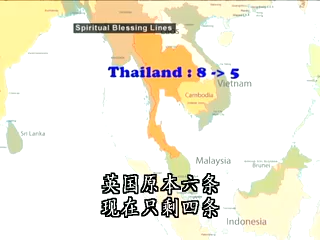 Spiritual Blessing Lines
Thailand : 8 -> 5
Vietnam
Cambodia
Sri Lanka
Malaysia
Brunei
Indonesia
英国原本六条
现在只剩四条